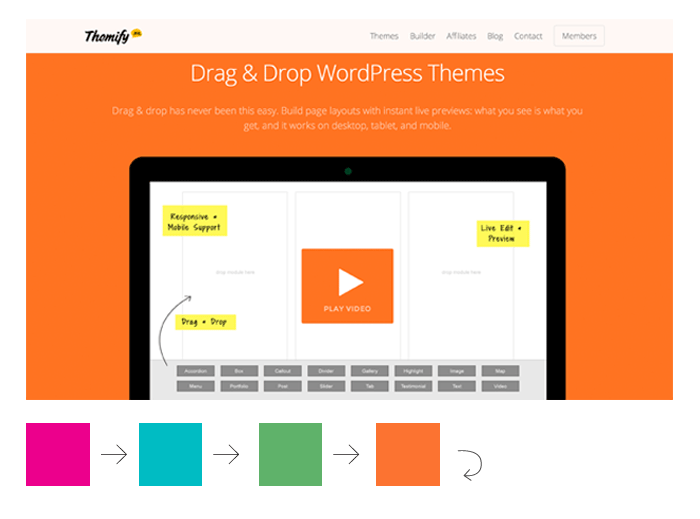 Themify
Themes Builder Affiliates Blog Contact Members
Drag & Drop WordPress Themes
Drag & drop has never been this easy. Build page layouts with instant live previews: what you see is what you
get, and it works on desktop, tablet, and mobile.
Responsive +
Mobile Support
Live Edit +
Preview
drop module here
drop module here
PLAY VIDEO
Drag + Drop
Accordion Box Callout Divider Gallery Highlight Image Map
Menu Portfolio Post Slider Tab Testimonial Text Video